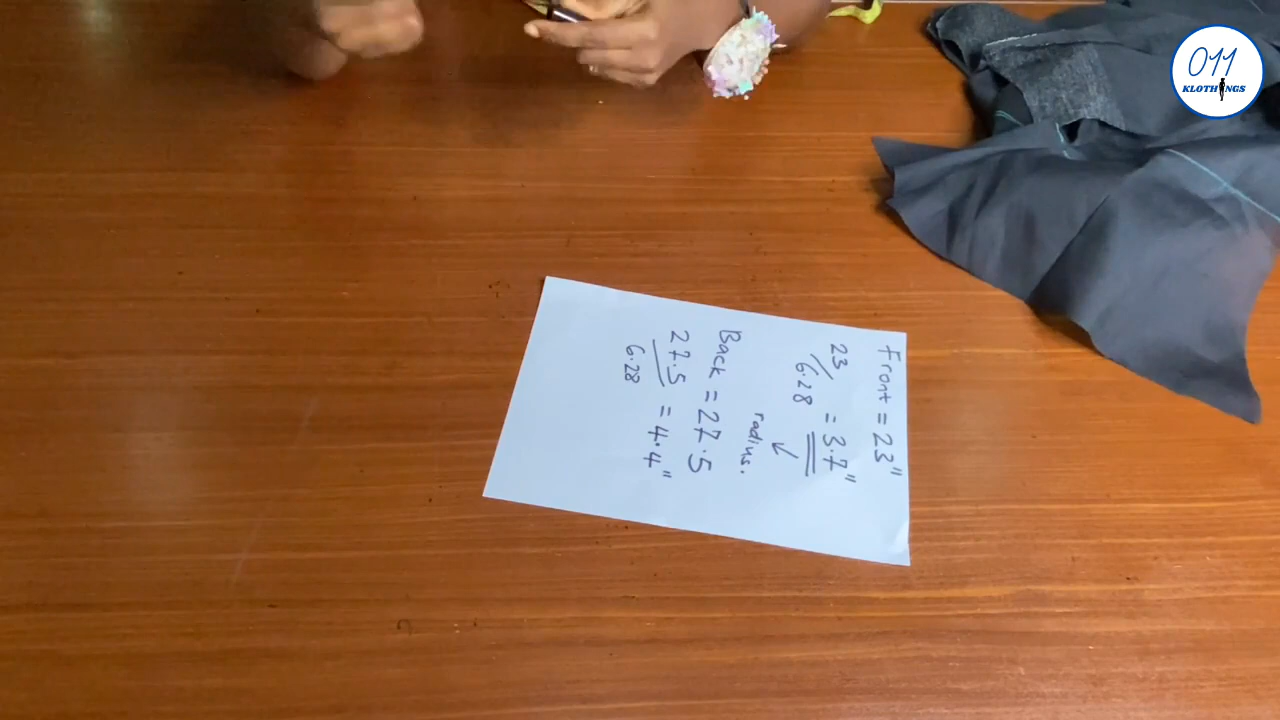 Front = 23"
23/6.28 = 3.7"
radius. ↙
Back = 27.5
27.5/6.28 = 4.4"
011
KLOTHINGS